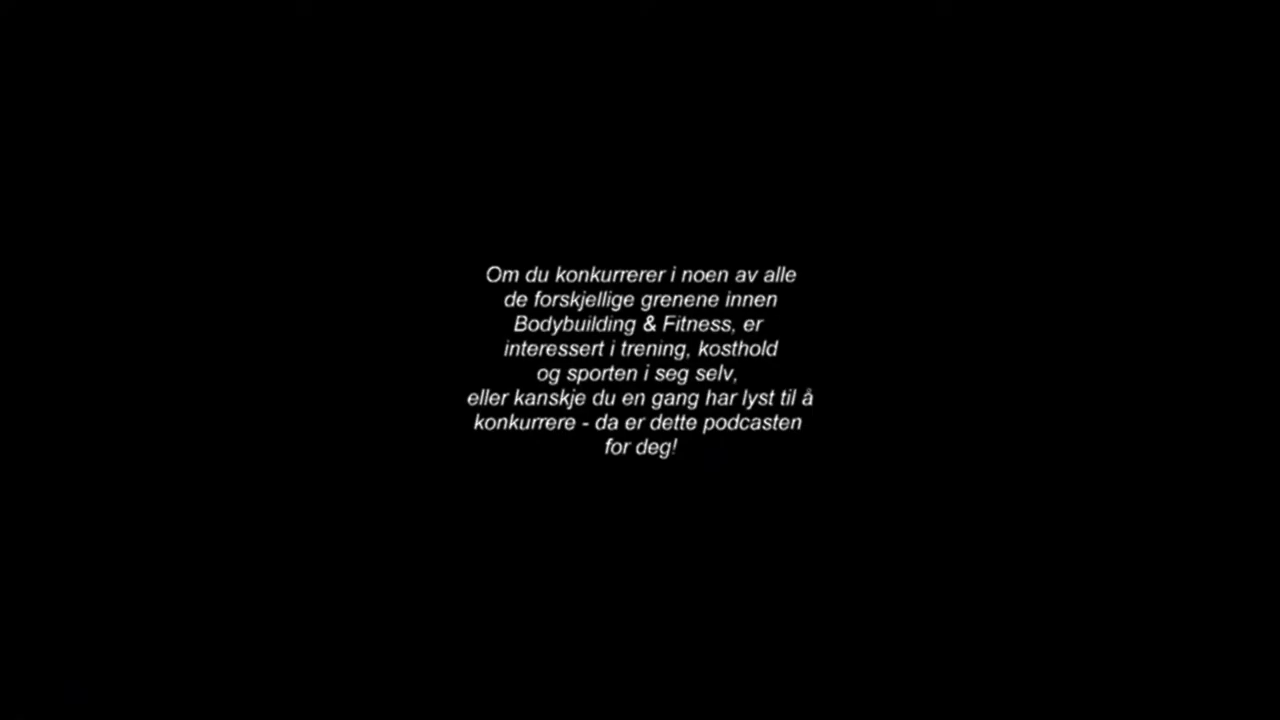 Om du konkurrerer i noen av alle
de forskjellige grenene innen
Bodybuilding & Fitness, er
interessert i trening, kosthold
og sporten i seg selv,
eller kanskje du en gang har lyst til å
konkurrere - da er dette podcasten
for deg!